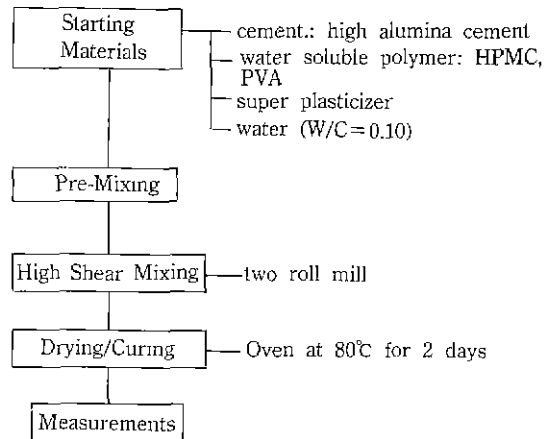 Starting
Materials
cement.: high alumina cement
water soluble polymer: HPMC,
PVA
super plasticizer
water (W/C=0.10)
Pre-Mixing
High Shear Mixing
two roll mill
Drying/Curing
Oven at 80℃ for 2 days
Measurements